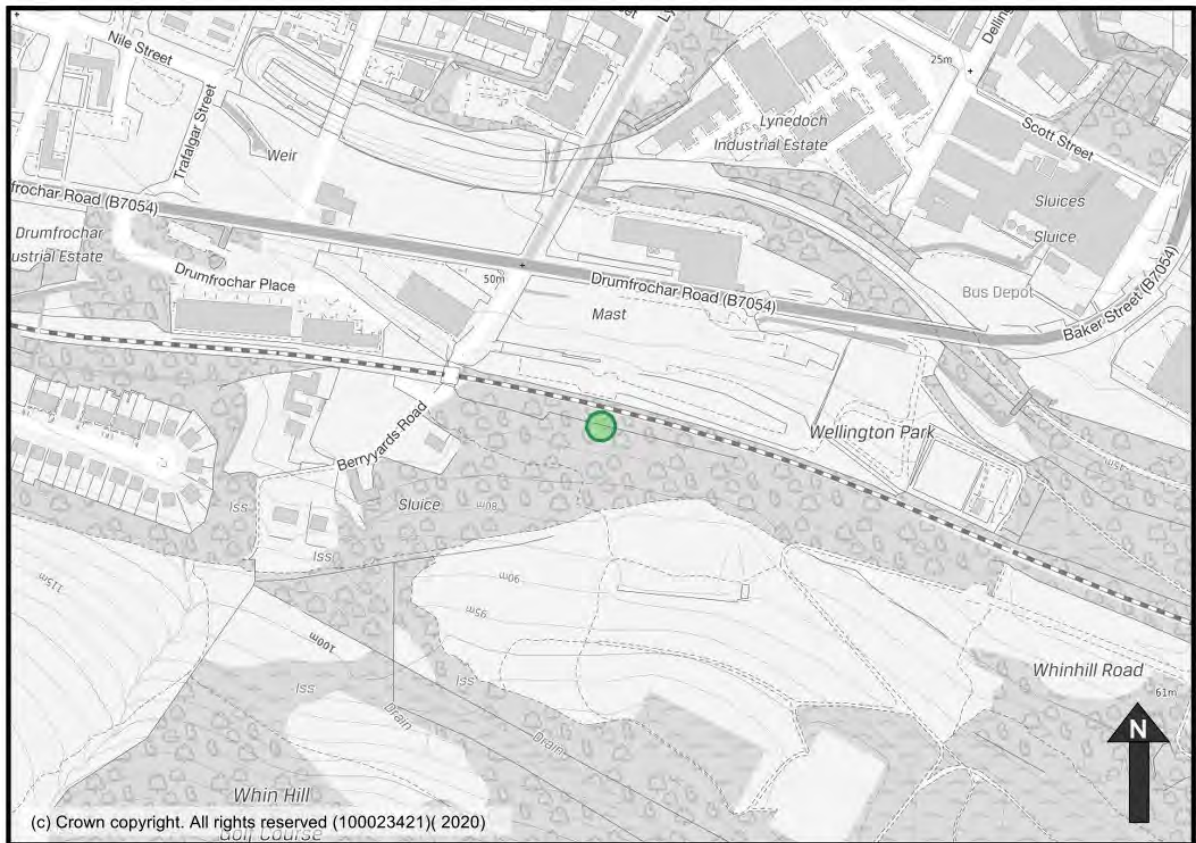 Nile Street
Trafalgar Street
Weir
Lynedoch
Industrial Estate
25m
Scott Street
Sluices
Sluice
frochar Road (B7054)
Drumfrochar
ustrial Estate
Drumfrochar Place
50m
Drumfrochar Road (B7054)
Mast
Bus Depot
Baker Street (B7054)
Berryyards Road
Wellington Park
Sluice
80m
Iss
Iss
15m
115m
90m
95m
100m
Iss
Iss
Drain
Drain
Whinhill Road
61m
N
Whin Hill
Golf Course
(c) Crown copyright. All rights reserved (100023421)( 2020)